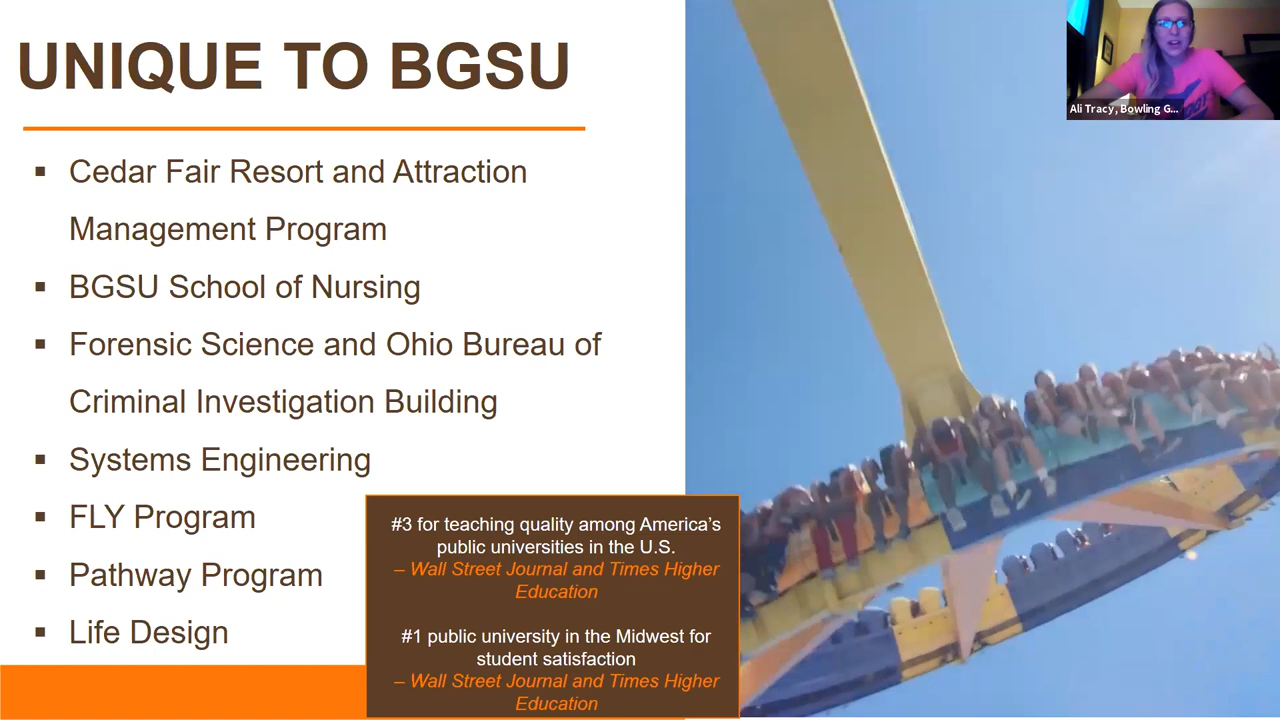 UNIQUE TO BGSU
Ali Tracy, Bowling G...
▪ Cedar Fair Resort and Attraction
Management Program
▪ BGSU School of Nursing
▪ Forensic Science and Ohio Bureau of
Criminal Investigation Building
▪ Systems Engineering
▪ FLY Program
▪ Pathway Program
▪ Life Design
#3 for teaching quality among America’s
public universities in the U.S.
– Wall Street Journal and Times Higher
Education
#1 public university in the Midwest for
student satisfaction
– Wall Street Journal and Times Higher
Education